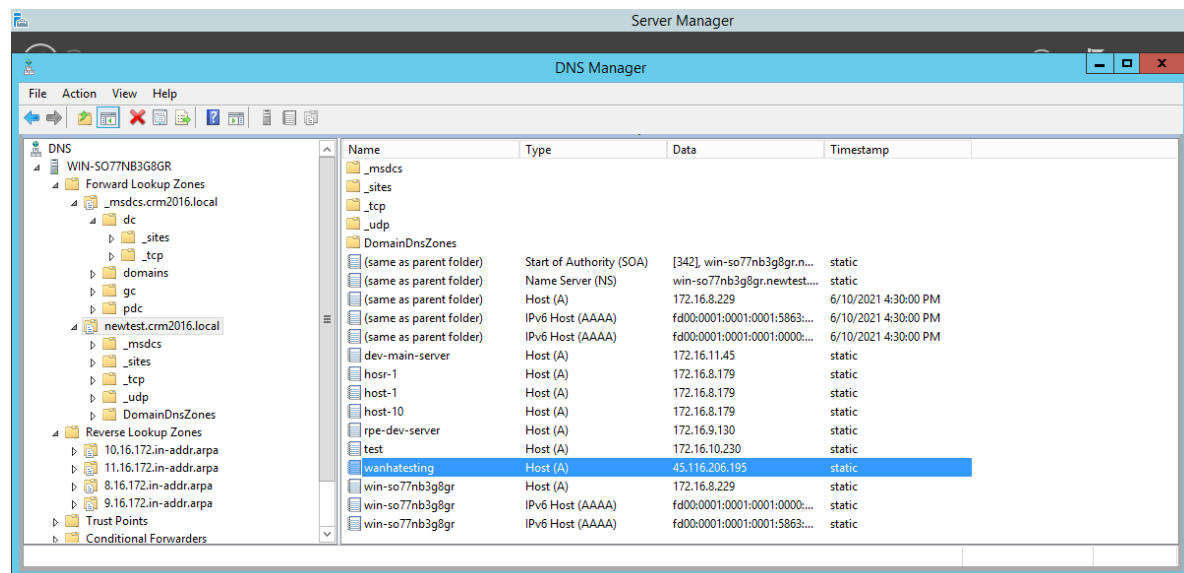 Server Manager
DNS Manager
File Action View Help
DNS
WIN-SO77NB3G8GR
Forward Lookup Zones
_msdcs.crm2016.local
dc
_sites
_tcp
domains
gc
pdc
newtest.crm2016.local
_msdcs
_sites
_tcp
_udp
DomainDnsZones
Reverse Lookup Zones
10.16.172.in-addr.arpa
11.16.172.in-addr.arpa
8.16.172.in-addr.arpa
9.16.172.in-addr.arpa
Trust Points
Conditional Forwarders
Name Type Data Timestamp
_msdcs
_sites
_tcp
_udp
DomainDnsZones
(same as parent folder) Start of Authority (SOA) [342], win-so77nb3g8gr.n... static
(same as parent folder) Name Server (NS) win-so77nb3g8gr.newtest.... static
(same as parent folder) Host (A) 172.16.8.229 6/10/2021 4:30:00 PM
(same as parent folder) IPv6 Host (AAAA) fd00:0001:0001:0001:5863:... 6/10/2021 4:30:00 PM
(same as parent folder) IPv6 Host (AAAA) fd00:0001:0001:0001:0000:... 6/10/2021 4:30:00 PM
dev-main-server Host (A) 172.16.11.45 static
hosr-1 Host (A) 172.16.8.179 static
host-1 Host (A) 172.16.8.179 static
host-10 Host (A) 172.16.8.179 static
rpe-dev-server Host (A) 172.16.9.130 static
test Host (A) 172.16.10.230 static
wanhatesting Host (A) 45.116.206.195 static
win-so77nb3g8gr Host (A) 172.16.8.229 static
win-so77nb3g8gr IPv6 Host (AAAA) fd00:0001:0001:0001:0000:... static
win-so77nb3g8gr IPv6 Host (AAAA) fd00:0001:0001:0001:5863:... static